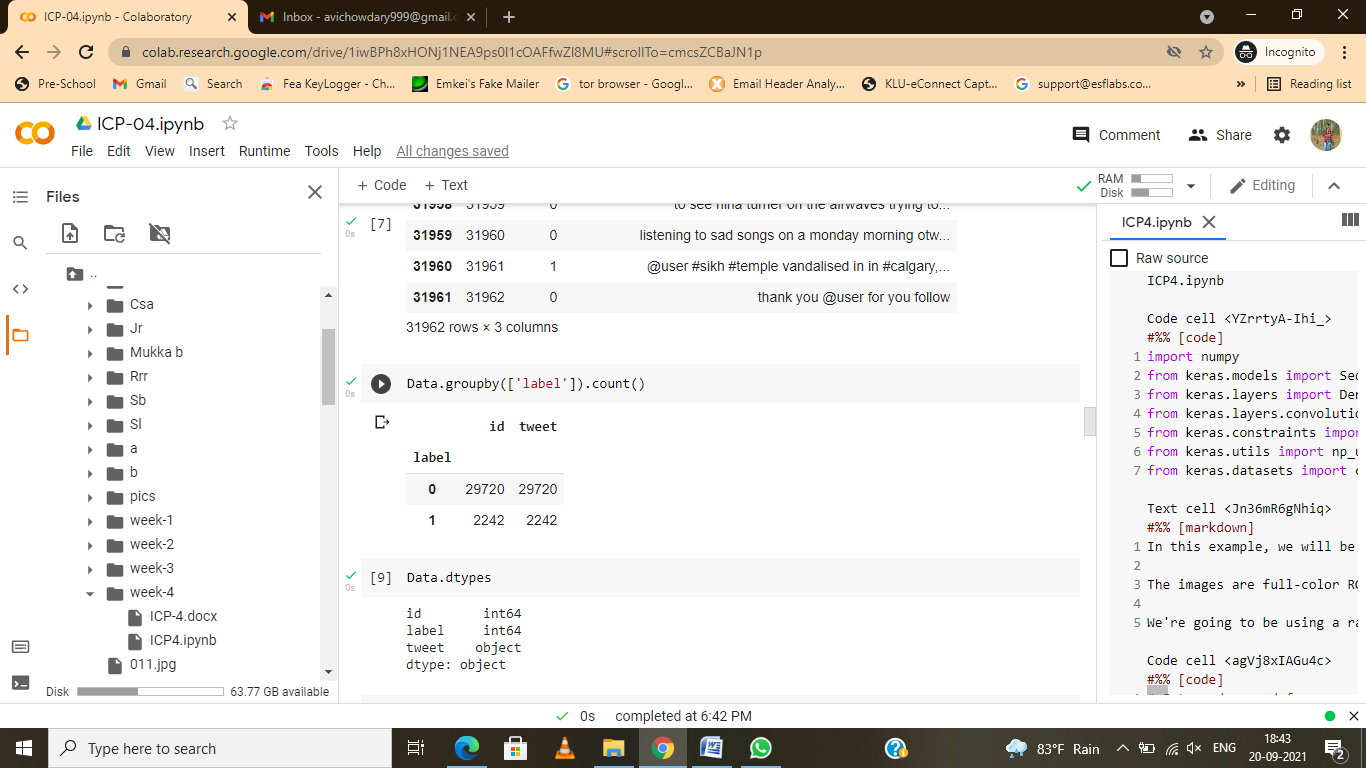 ICP-04.ipynb - Colaboratory
Inbox - avichowdary999@gmail.c
colab.research.google.com/drive/1iwBPh8xHONj1NEA9ps0l1cOAFfwZl8MU#scrollTo=cmcsZCBaJN1p
Incognito
Pre-School Gmail Search Fea KeyLogger - Ch... Emkei's Fake Mailer tor browser - Googl... Email Header Analy... KLU-eConnect Capt... support@esflabs.co... » Reading list
ICP-04.ipynb
Comment Share
File Edit View Insert Runtime Tools Help All changes saved
Files
+ Code + Text
RAM
Disk
Editing
..
Csa
Jr
Mukka b
Rrr
Sb
Sl
a
b
pics
week-1
week-2
week-3
week-4
ICP-4.docx
ICP4.ipynb
011.jpg
Disk 63.77 GB available
31958 31959 0 to see nina turner on the airwaves trying to...
0s [7]
31959 31960 0 listening to sad songs on a monday morning otw...
31960 31961 1 @user #sikh #temple vandalised in in #calgary,...
31961 31962 0 thank you @user for you follow
31962 rows × 3 columns
0s
Data.groupby(['label']).count()
id tweet
label
0 29720 29720
1 2242 2242
0s [9] Data.dtypes
id int64
label int64
tweet object
dtype: object
ICP4.ipynb
Raw source
ICP4.ipynb
Code cell <YZrrtyA-Ihi_>
#%% [code]
1 import numpy
2 from keras.models import Sec
3 from keras.layers import Der
4 from keras.layers.convolutic
5 from keras.constraints impor
6 from keras.utils import np_u
7 from keras.datasets import c
Text cell <Jn36mR6gNhiq>
#%% [markdown]
1 In this example, we will be
2
3 The images are full-color RG
4
5 We're going to be using a ra
Code cell <agVj8xIAGu4c>
#%% [code]
0s completed at 6:42 PM
Type here to search
83°F Rain
ENG
18:43
20-09-2021
2